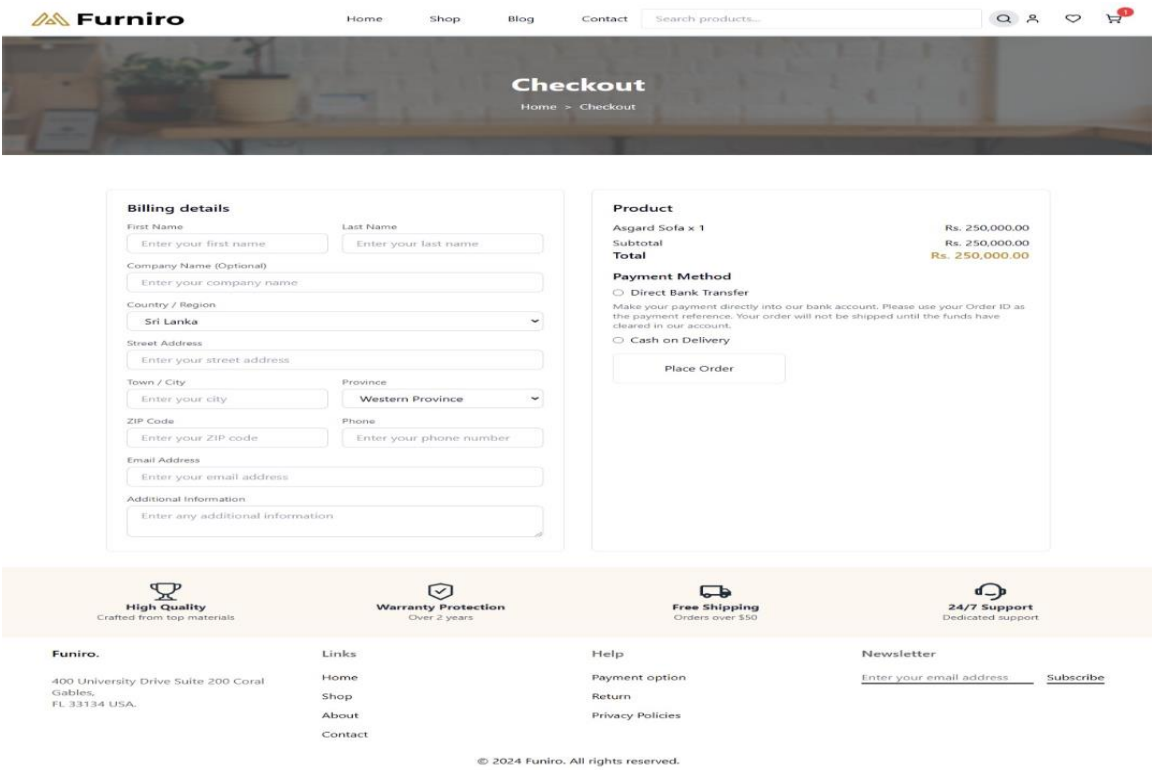 Furniro
Home Shop Blog Contact Search products...
1
Checkout
Home > Checkout
Billing details
First Name Last Name
Enter your first name Enter your last name
Company Name (Optional)
Enter your company name
Country / Region
Sri Lanka
Street Address
Enter your street address
Town / City Province
Enter your city Western Province
ZIP Code Phone
Enter your ZIP code Enter your phone number
Email Address
Enter your email address
Additional Information
Enter any additional information
Product
Asgard Sofa x 1 Rs. 250,000.00
Subtotal Rs. 250,000.00
Total Rs. 250,000.00
Payment Method
Direct Bank Transfer
Make your payment directly into our bank account. Please use your Order ID as
the payment reference. Your order will not be shipped until the funds have
cleared in our account.
Cash on Delivery
Place Order
High Quality
Crafted from top materials
Warranty Protection
Over 2 years
Free Shipping
Orders over $50
24/7 Support
Dedicated support
Funiro.
400 University Drive Suite 200 Coral
Gables,
FL 33134 USA.
Links
Home
Shop
About
Contact
Help
Payment option
Return
Privacy Policies
Newsletter
Enter your email address Subscribe
© 2024 Funiro. All rights reserved.